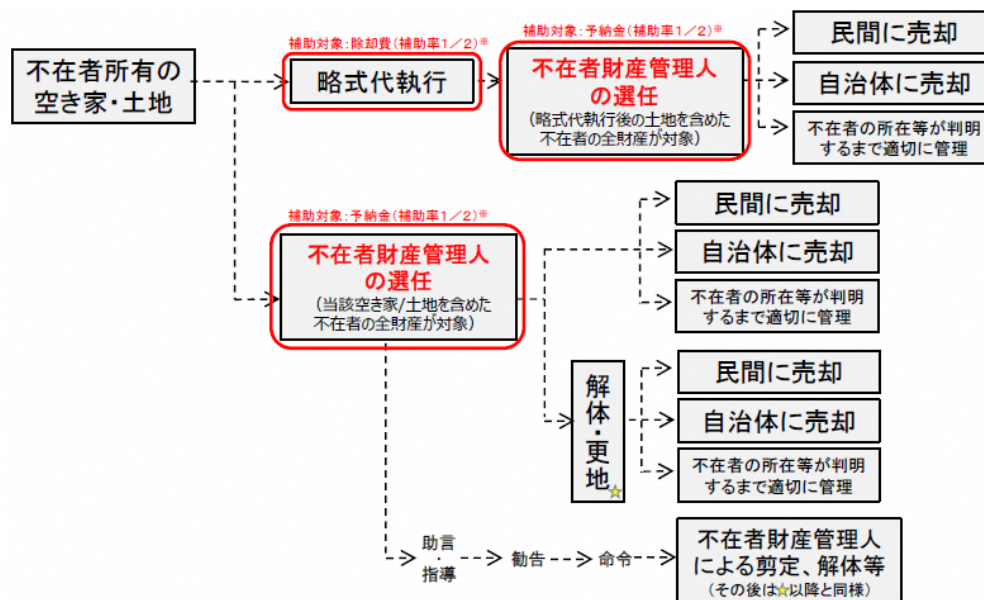 補助対象:除却費(補助率1/2)※
補助対象:予納金(補助率1/2)※
不在者所有の
空き家・土地
略式代執行
不在者財産管理人
の選任
(略式代執行後の土地を含めた
不在者の全財産が対象)
民間に売却
自治体に売却
不在者の所在等が判明
するまで適切に管理
補助対象:予納金(補助率1/2)※
不在者財産管理人
の選任
(当該空き家/土地を含めた
不在者の全財産が対象)
民間に売却
自治体に売却
不在者の所在等が判明
するまで適切に管理
解体・更地☆
民間に売却
自治体に売却
不在者の所在等が判明
するまで適切に管理
助言
・
指導
勧告
命令
不在者財産管理人
による剪定、解体等
(その後は☆以降と同様)